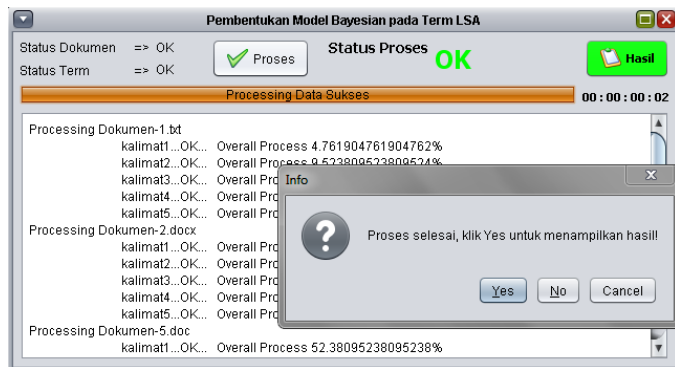 Pembentukan Model Bayesian pada Term LSA
Status Dokumen => OK
Status Term => OK
Proses
Status Proses OK
Hasil
Processing Data Sukses
00 : 00 : 00 : 02
Processing Dokumen-1.txt
kalimat1...OK... Overall Process 4.761904761904762%
kalimat2...OK... Overall Process 9.523809523809524%
kalimat3...OK... Overall Pro
kalimat4...OK... Overall Pro
kalimat5...OK... Overall Pro
Processing Dokumen-2.docx
kalimat1...OK... Overall Pro
kalimat2...OK... Overall Pro
kalimat3...OK... Overall Pro
kalimat4...OK... Overall Pro
kalimat5...OK... Overall Pro
Processing Dokumen-5.doc
kalimat1...OK... Overall Process 52.38095238095238%
Info
Proses selesai, klik Yes untuk menampilkan hasil!
Yes No Cancel